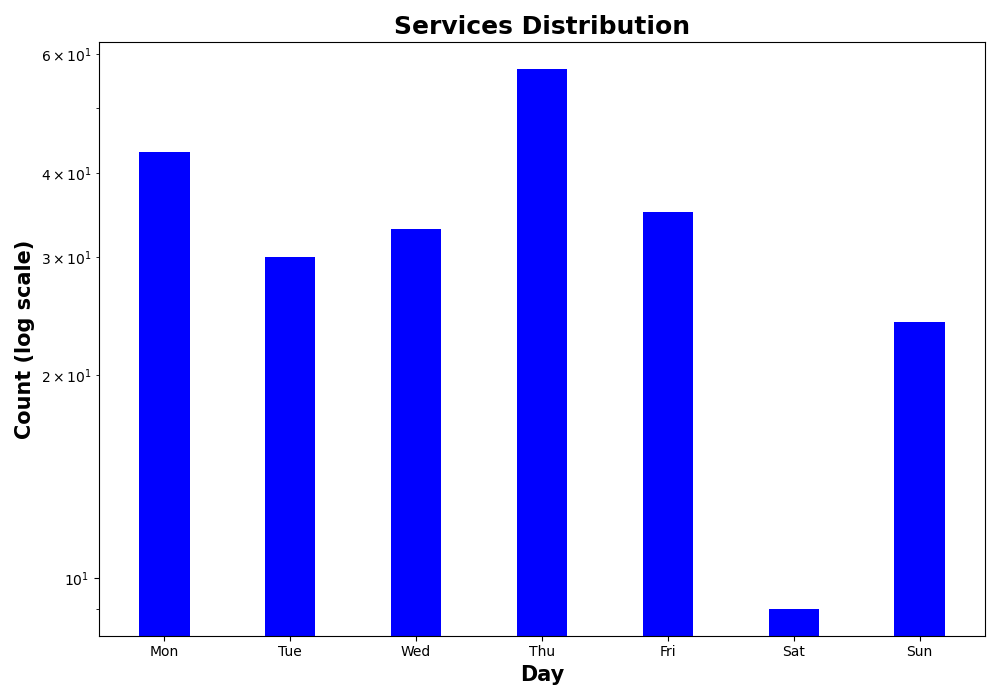 Services Distribution
6 × 10¹
4 × 10¹
3 × 10¹
2 × 10¹
10¹
Count (log scale)
Mon Tue Wed Thu Fri Sat Sun
Day